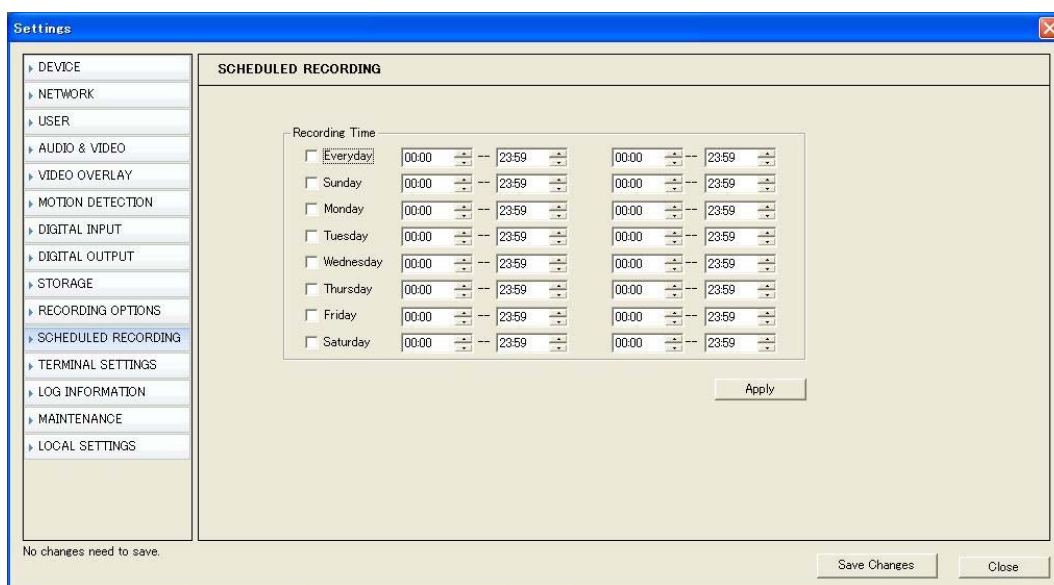 Settings
DEVICE
NETWORK
USER
AUDIO & VIDEO
VIDEO OVERLAY
MOTION DETECTION
DIGITAL INPUT
DIGITAL OUTPUT
STORAGE
RECORDING OPTIONS
SCHEDULED RECORDING
TERMINAL SETTINGS
LOG INFORMATION
MAINTENANCE
LOCAL SETTINGS
SCHEDULED RECORDING
Recording Time
Everyday 00:00 -- 23:59 00:00 -- 23:59
Sunday 00:00 -- 23:59 00:00 -- 23:59
Monday 00:00 -- 23:59 00:00 -- 23:59
Tuesday 00:00 -- 23:59 00:00 -- 23:59
Wednesday 00:00 -- 23:59 00:00 -- 23:59
Thursday 00:00 -- 23:59 00:00 -- 23:59
Friday 00:00 -- 23:59 00:00 -- 23:59
Saturday 00:00 -- 23:59 00:00 -- 23:59
Apply
No changes need to save.
Save Changes Close